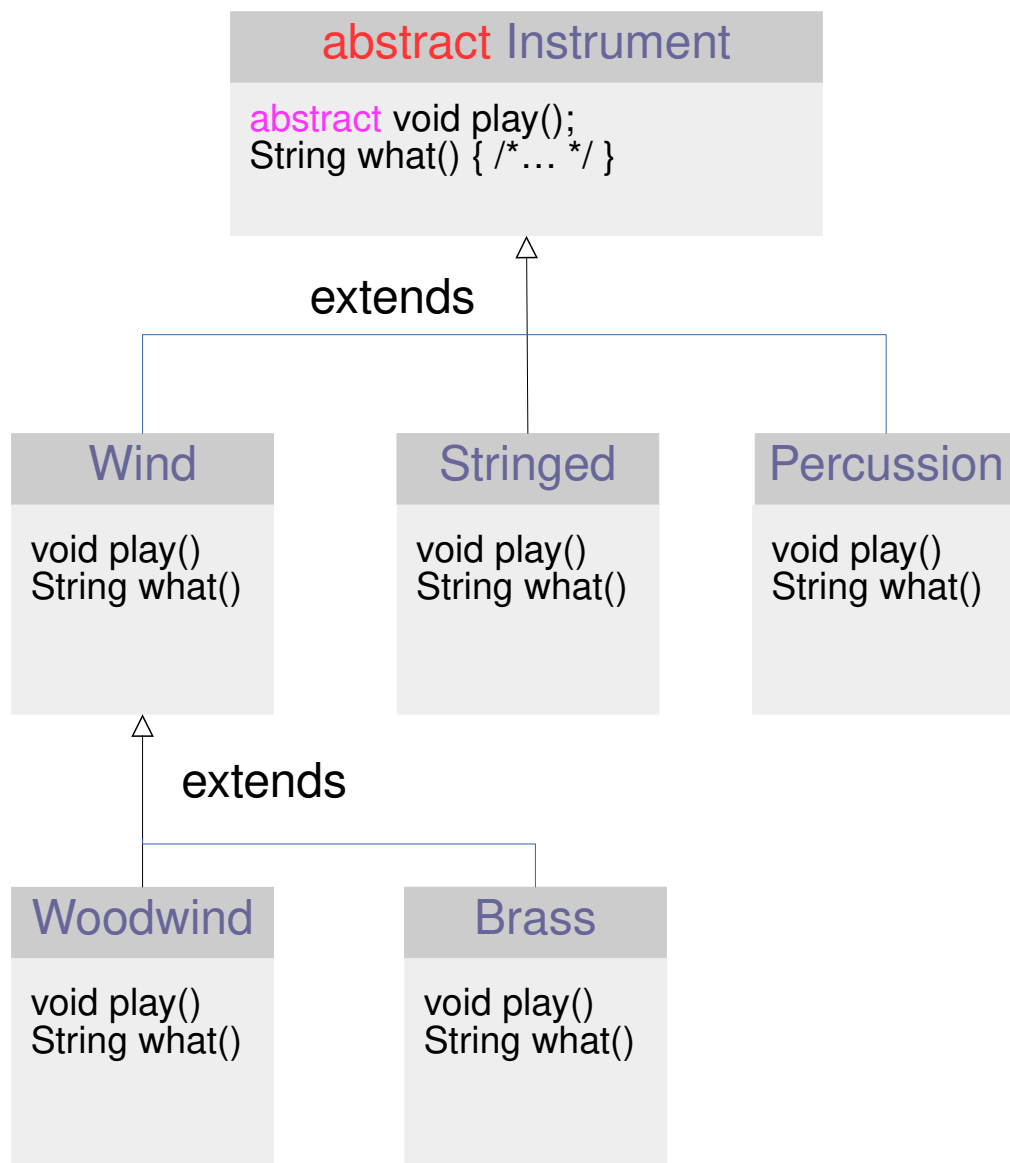 abstract Instrument
abstract void play();
String what() { /*... */ }
extends
Wind
void play()
String what()
Stringed
void play()
String what()
Percussion
void play()
String what()
extends
Woodwind
void play()
String what()
Brass
void play()
String what()